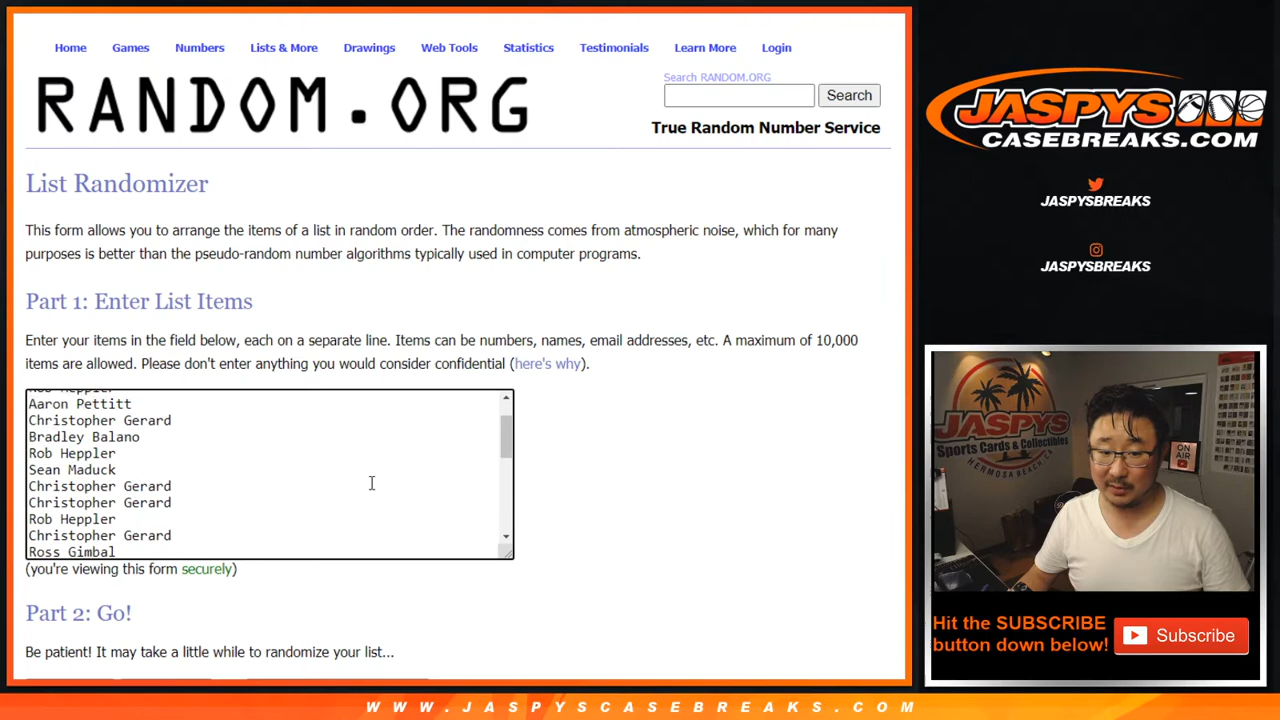 Home Games Numbers Lists & More Drawings Web Tools Statistics Testimonials Learn More Login
RANDOM.ORG
Search RANDOM.ORG
Search
True Random Number Service
List Randomizer
This form allows you to arrange the items of a list in random order. The randomness comes from atmospheric noise, which for many
purposes is better than the pseudo-random number algorithms typically used in computer programs.
Part 1: Enter List Items
Enter your items in the field below, each on a separate line. Items can be numbers, names, email addresses, etc. A maximum of 10,000
items are allowed. Please don't enter anything you would consider confidential (here's why).
Rob Heppler
Aaron Pettitt
Christopher Gerard
Bradley Balano
Rob Heppler
Sean Maduck
Christopher Gerard
Christopher Gerard
Rob Heppler
Christopher Gerard
Ross Gimbal
(you're viewing this form securely)
Part 2: Go!
Be patient! It may take a little while to randomize your list...
JASPYS
CASEBREAKS.COM
JASPYSBREAKS
JASPYSBREAKS
JASPYS
Sports Cards & Collectibles
HERMOSA BEACH, CA
ON AIR
Hit the SUBSCRIBE
button down below!
Subscribe
WWW.JASPYSCASEBREAKS.COM